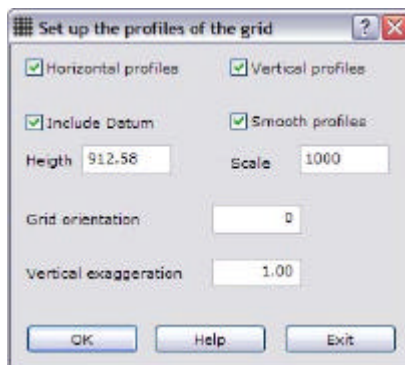 Set up the profiles of the grid
Horizontal profiles Vertical profiles
Include Datum Smooth profiles
Heigth 912.58 Scale 1000
Grid orientation 0
Vertical exaggeration 1.00
OK Help Exit